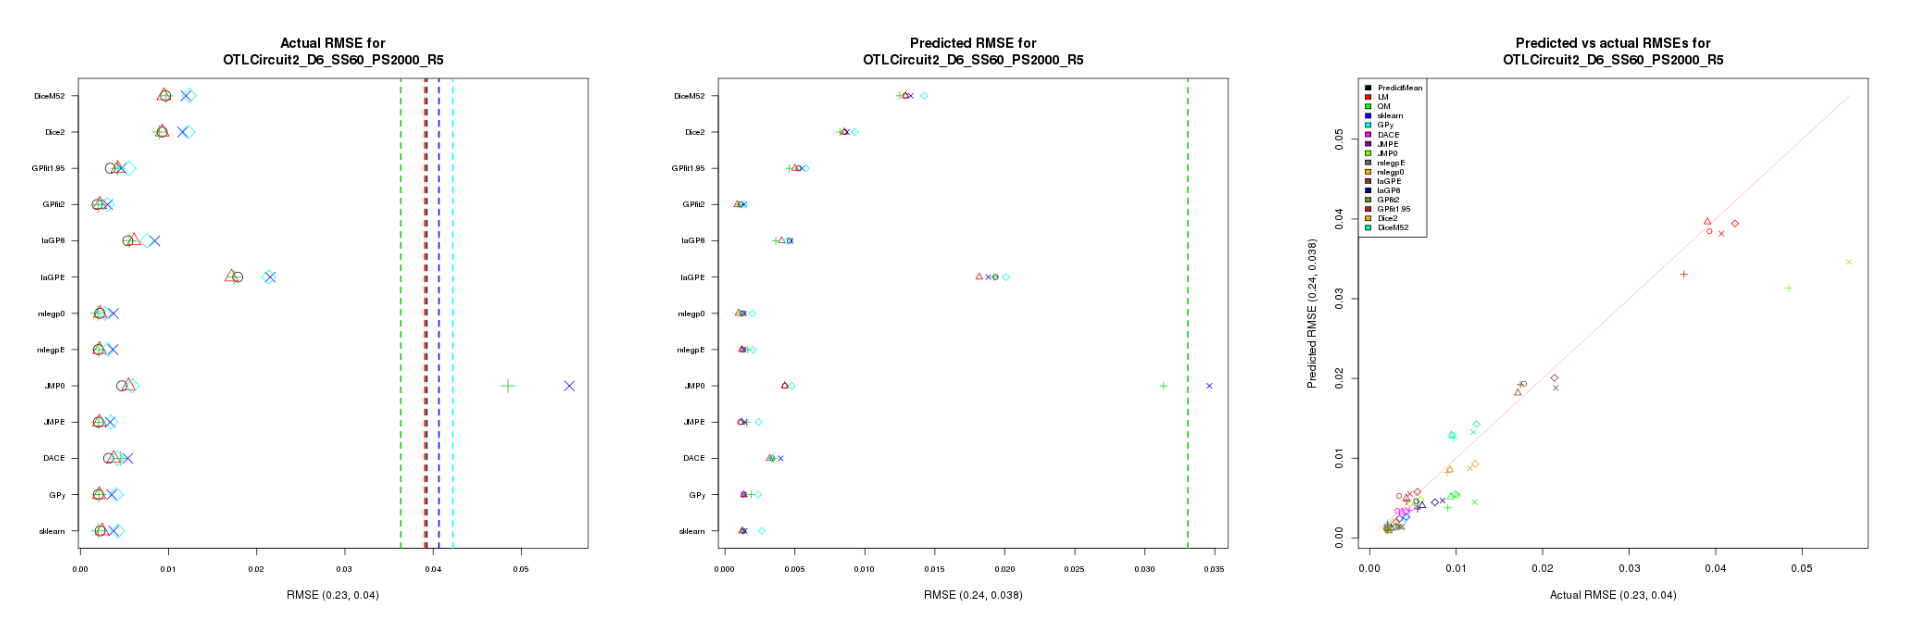 Actual RMSE for
OTLCircuit2_D6_SS60_PS2000_R5
DiceM52
Dice2
GPfit1.95
GPfit2
laGP6
laGPE
mlegp0
mlegpE
JMP0
JMPE
DACE
GPy
sklearn
0.00 0.01 0.02 0.03 0.04 0.05
RMSE (0.23, 0.04)
Predicted RMSE for
OTLCircuit2_D6_SS60_PS2000_R5
DiceM52
Dice2
GPfit1.95
GPfit2
laGP6
laGPE
mlegp0
mlegpE
JMP0
JMPE
DACE
GPy
sklearn
0.000 0.005 0.010 0.015 0.020 0.025 0.030 0.035
RMSE (0.24, 0.038)
Predicted vs actual RMSEs for
OTLCircuit2_D6_SS60_PS2000_R5
PredictMean
LM
QM
sklearn
GPy
DACE
JMPE
JMP0
mlegpE
mlegp0
laGPE
laGP6
GPfit2
GPfit1.95
Dice2
DiceM52
Predicted RMSE (0.24, 0.038)
0.05
0.04
0.03
0.02
0.01
0.00
0.00 0.01 0.02 0.03 0.04 0.05
Actual RMSE (0.23, 0.04)